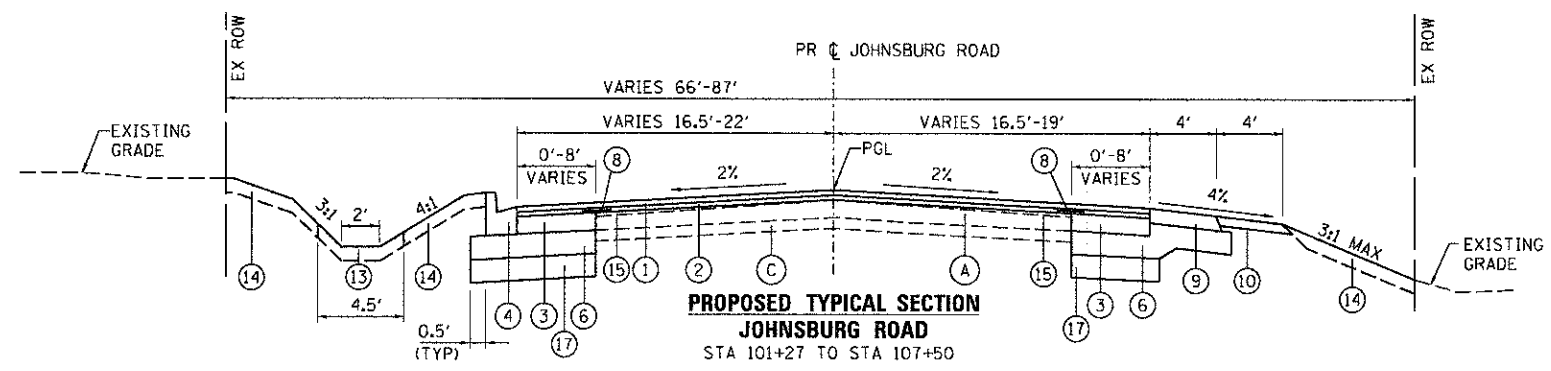 EX ROW
EX ROW
PR ℄ JOHNSBURG ROAD
VARIES 66'-87'
EXISTING
GRADE
VARIES 16.5'-22'
VARIES 16.5'-19'
4'
4'
PGL
0'-8'
VARIES
8
2%
2%
8
0'-8'
VARIES
4%
3:1
2'
4:1
3:1 MAX
EXISTING
GRADE
14
13
14
4.5'
0.5'
(TYP)
4
3
17
6
15
1
2
C
A
15
17
3
6
9
10
14
PROPOSED TYPICAL SECTION
JOHNSBURG ROAD
STA 101+27 TO STA 107+50